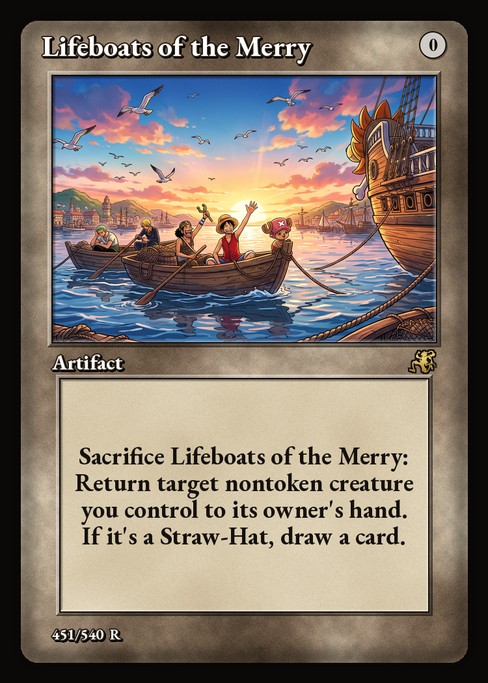 Lifeboats of the Merry
0
Artifact
Sacrifice Lifeboats of the Merry:
Return target nontoken creature
you control to its owner's hand.
If it's a Straw-Hat, draw a card.
451/540 R